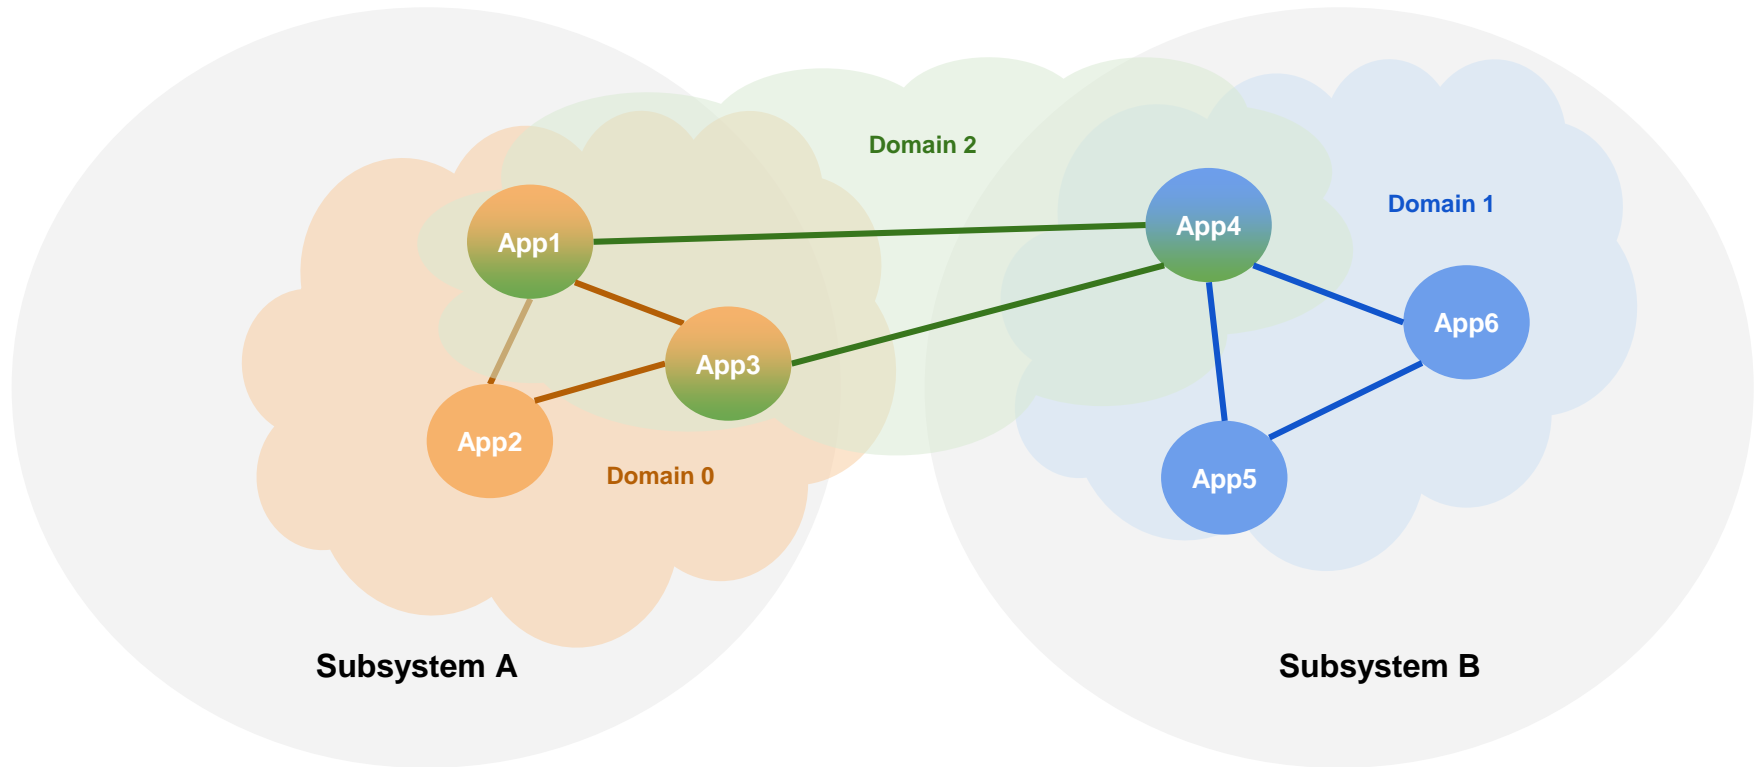 Domain 2
Domain 1
App1
App4
App6
App3
App2
App5
Domain 0
Subsystem A
Subsystem B